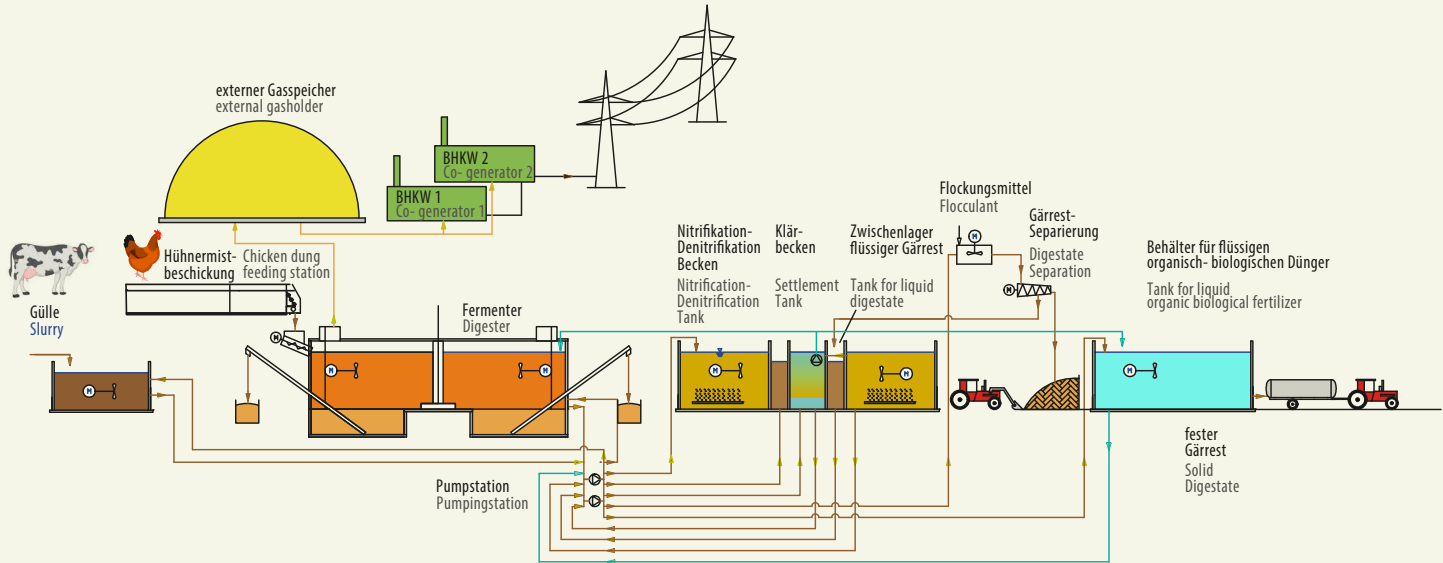 externer Gasspeicher
external gasholder
BHKW 2
Co- generator 2
BHKW 1
Co- generator 1
Hühnermist-
beschickung
Chicken dung
feeding station
Gülle
Slurry
M
Fermenter
Digester
M
M
M
Pumpstation
Pumpingstation
Nitrifikation-
Denitrifikation
Becken
Nitrification-
Denitrification
Tank
M
Klär-
becken
Settlement
Tank
Zwischenlager
flüssiger Gärrest
Tank for liquid
digestate
M
Flockungsmittel
Flocculant
M
Gärrest-
Separierung
Digestate
Separation
M
Behälter für flüssigen
organisch- biologischen Dünger
Tank for liquid
organic biological fertilizer
M
fester
Gärrest
Solid
Digestate